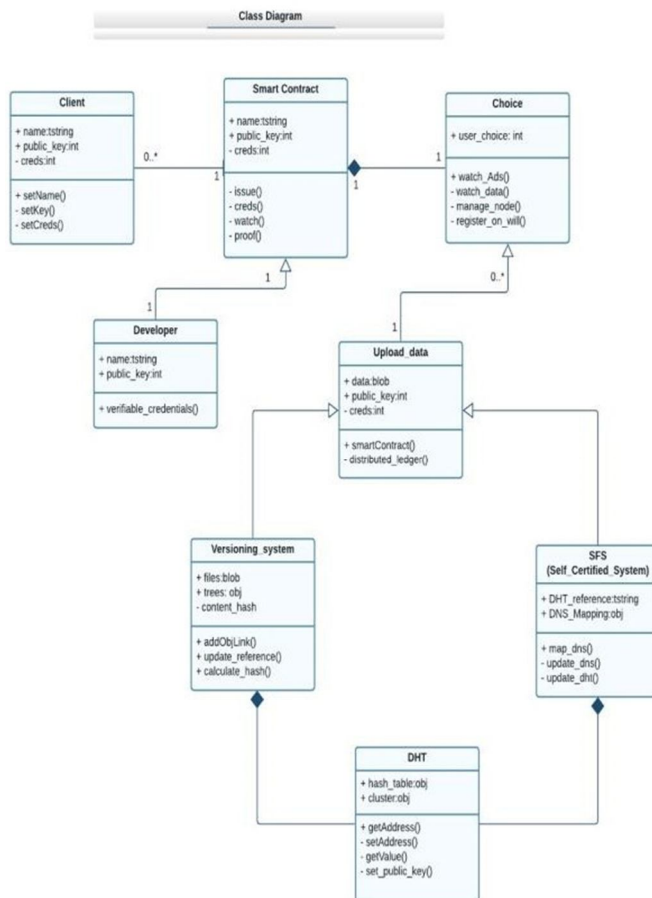 Class Diagram
Client
+ name:tstring
+ public_key:int
- creds:int
+ setName()
- setKey()
- setCreds()
0..*
1
Smart Contract
+ name:tstring
+ public_key:int
- creds:int
- issue()
- creds()
- watch()
- proof()
1
1
Choice
+ user_choice: int
+ watch_Ads()
- watch_data()
- manage_node()
- register_on_will()
1
1
0..*
1
Developer
+ name:tstring
+ public_key:int
+ verifiable_credentials()
Upload_data
+ data:blob
+ public_key:int
- creds:int
+ smartContract()
- distributed_ledger()
Versioning_system
+ files:blob
+ trees: obj
- content_hash
+ addObjLink()
+ update_reference()
+ calculate_hash()
SFS
(Self_Certified_System)
+ DHT_reference:tstring
+ DNS_Mapping:obj
+ map_dns()
- update_dns()
- update_dht()
DHT
+ hash_table:obj
+ cluster:obj
+ getAddress()
- setAddress()
- getValue()
- set_public_key()